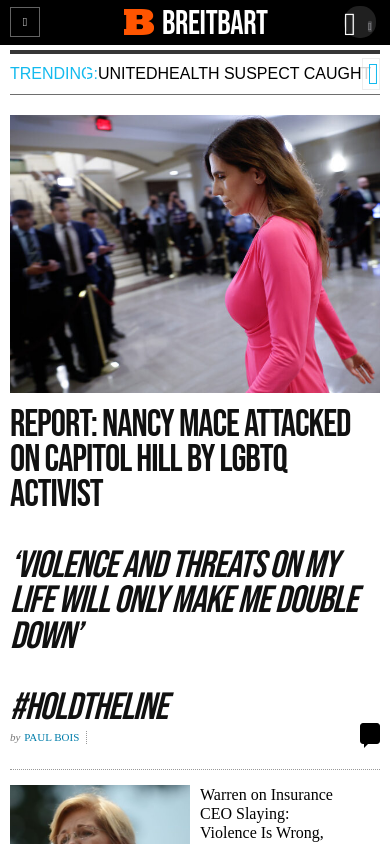 B BREITBART
TRENDING:UNITEDHEALTH SUSPECT CAUGHT
REPORT: NANCY MACE ATTACKED
ON CAPITOL HILL BY LGBTQ
ACTIVIST
‘VIOLENCE AND THREATS ON MY
LIFE WILL ONLY MAKE ME DOUBLE
DOWN’
#HOLDTHELINE
by PAUL BOIS
Warren on Insurance
CEO Slaying:
Violence Is Wrong,